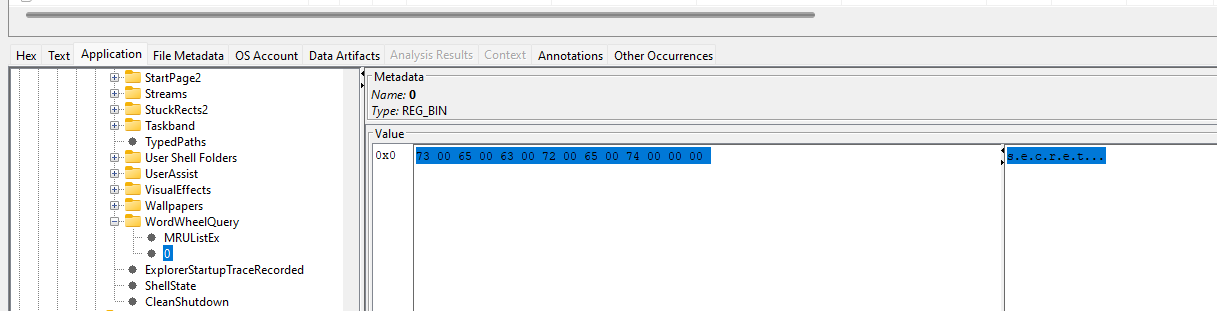 Hex Text Application File Metadata OS Account Data Artifacts Analysis Results Context Annotations Other Occurrences
StartPage2
Streams
StuckRects2
Taskband
TypedPaths
User Shell Folders
UserAssist
VisualEffects
Wallpapers
WordWheelQuery
MRUListEx
0
ExplorerStartupTraceRecorded
ShellState
CleanShutdown
Metadata
Name: 0
Type: REG_BIN
Value
0x0 73 00 65 00 63 00 72 00 65 00 74 00 00 00 s.e.c.r.e.t...